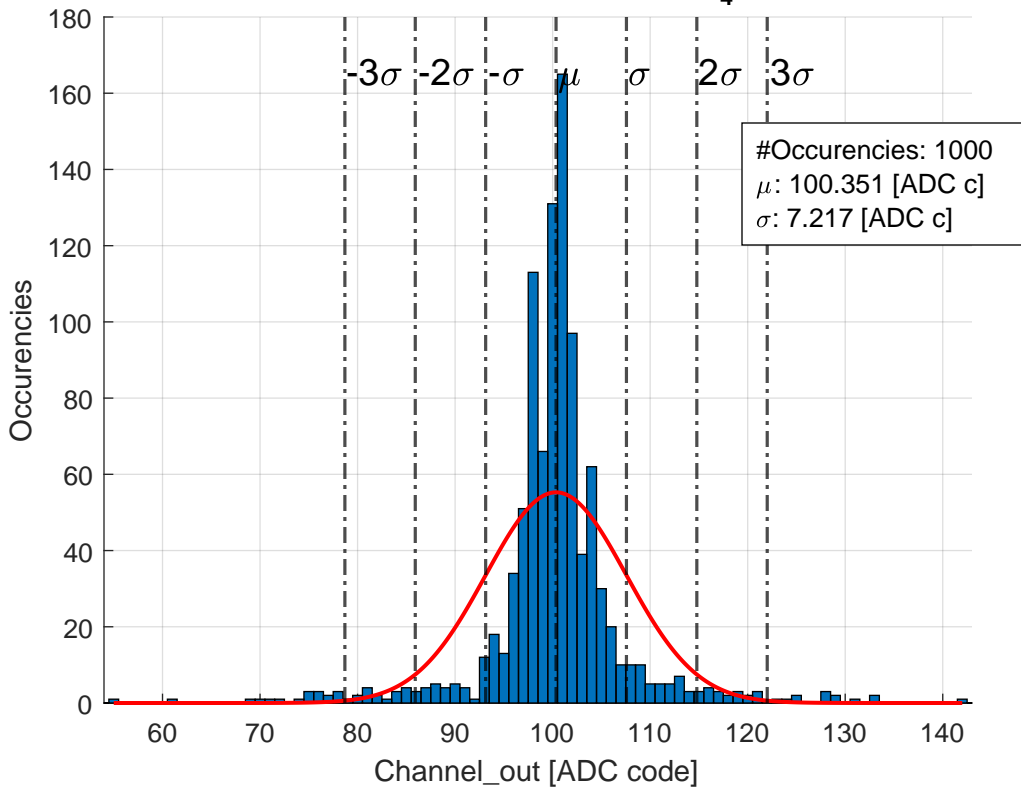 4
180
160
140
120
100
80
60
40
20
0
-3σ -2σ -σ μ σ 2σ 3σ
#Occurencies: 1000
μ: 100.351 [ADC c]
σ: 7.217 [ADC c]
Occurencies
60 70 80 90 100 110 120 130 140
Channel_out [ADC code]